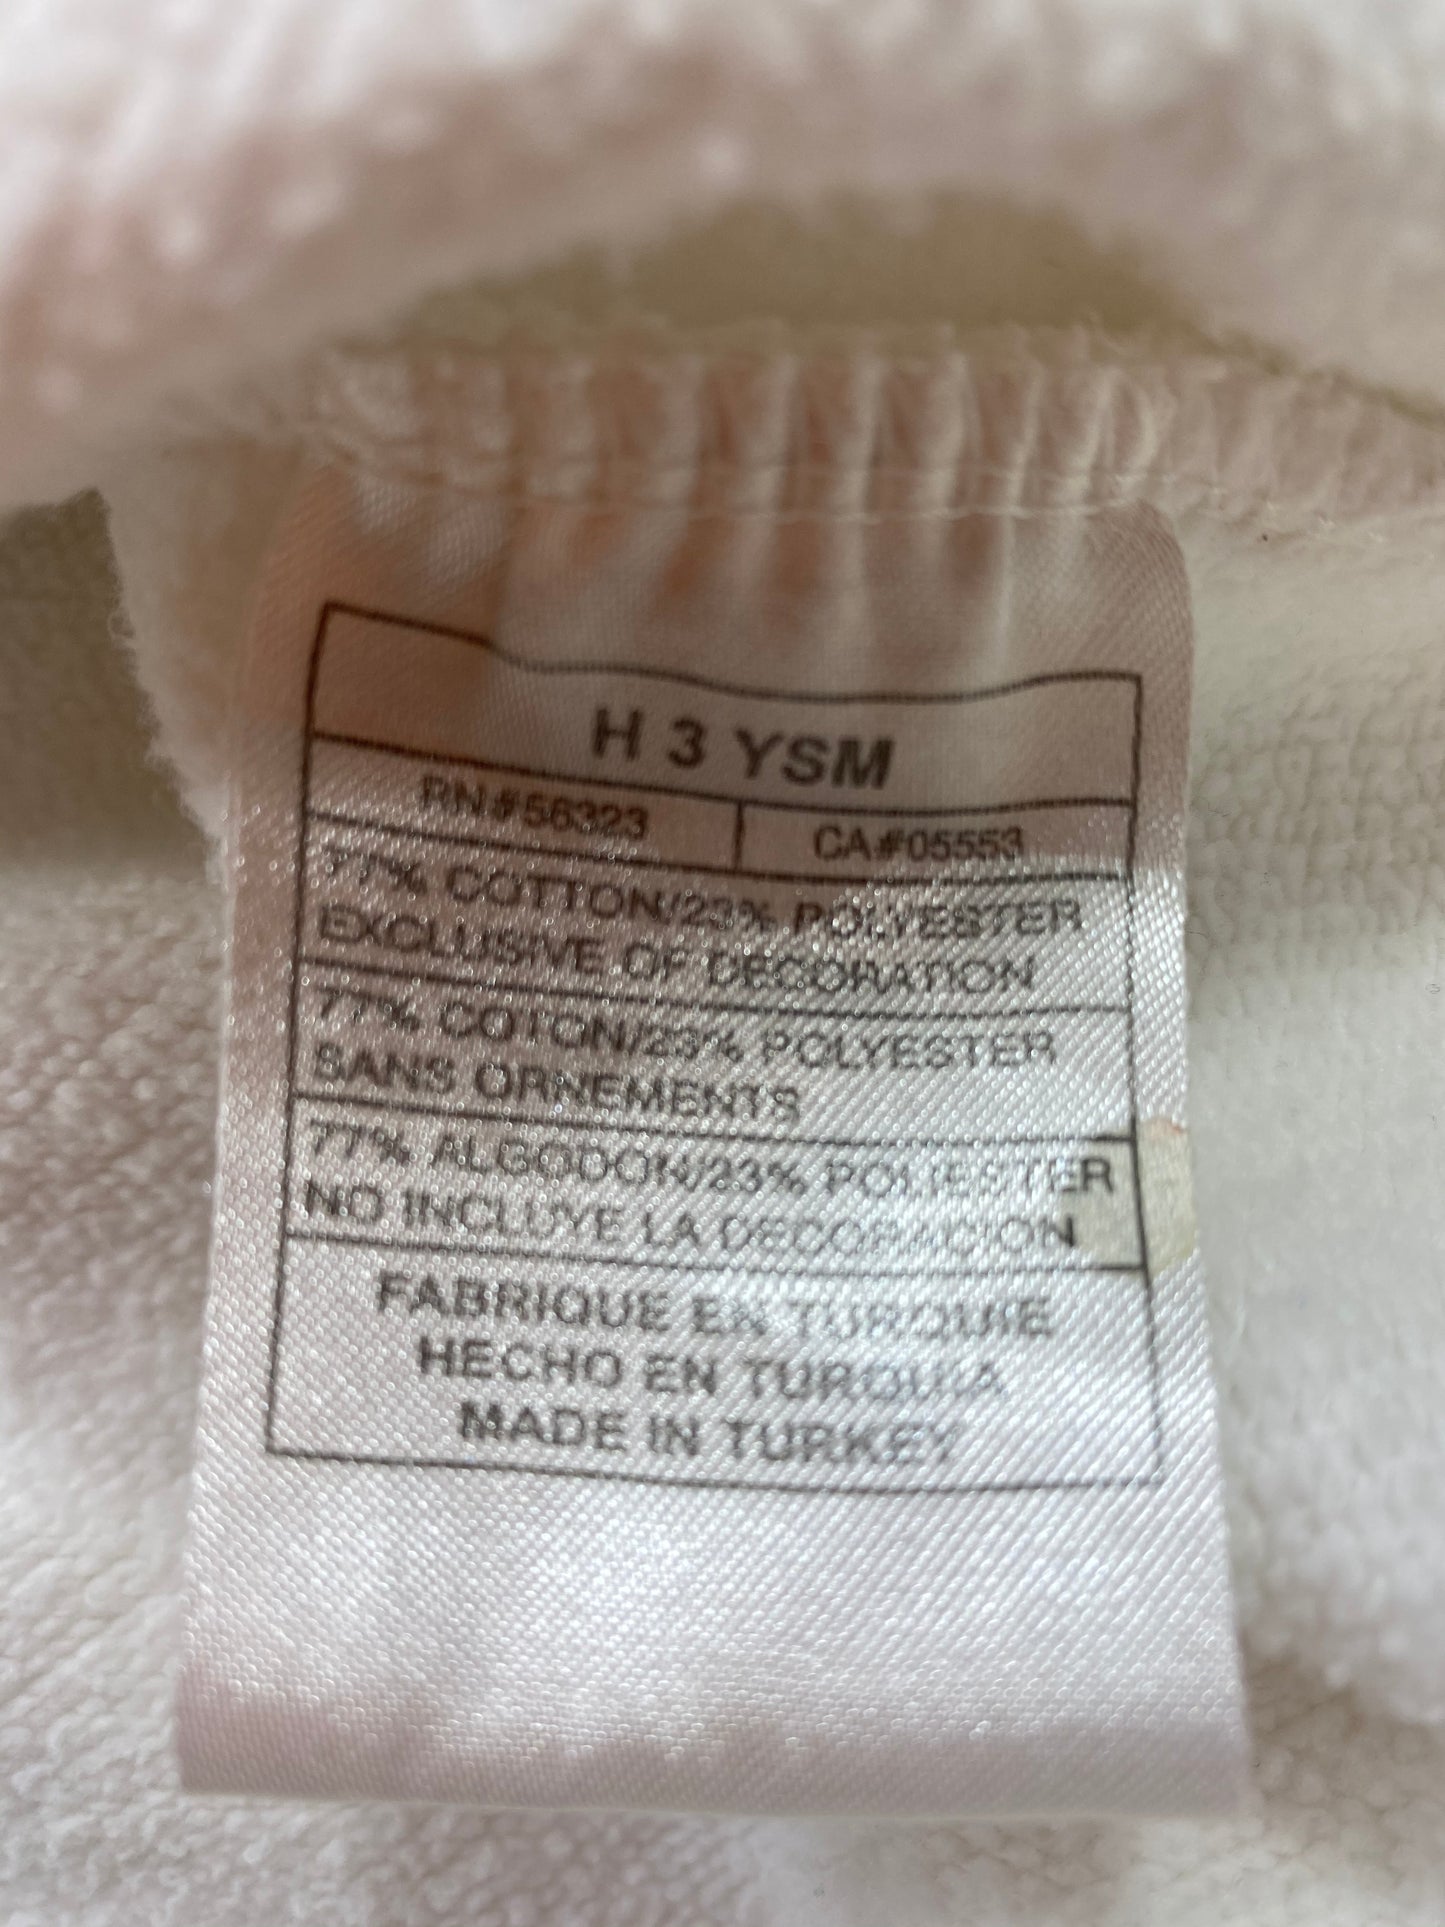 H 3 YSM
RN#56323
CA#05553
77% COTTON/23% POLYESTER
EXCLUSIVE OF DECORATION
77% COTON/23% POLYESTER
SANS ORNEMENTS
77% ALGODON/23% POLIESTER
NO INCLUYE LA DECORACION
FABRIQUE EN TURQUIE
HECHO EN TURQUIA
MADE IN TURKEY